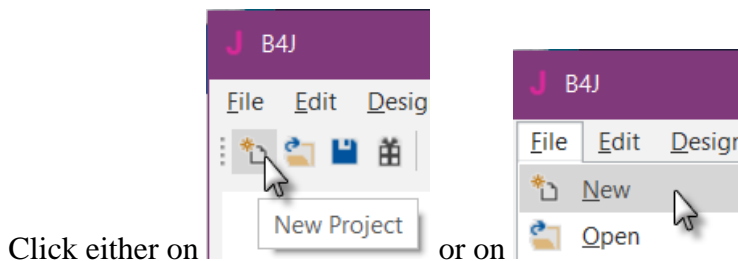 J B4J
File Edit Desig
New Project
J B4J
File Edit Design
New
Open
Click either on or on